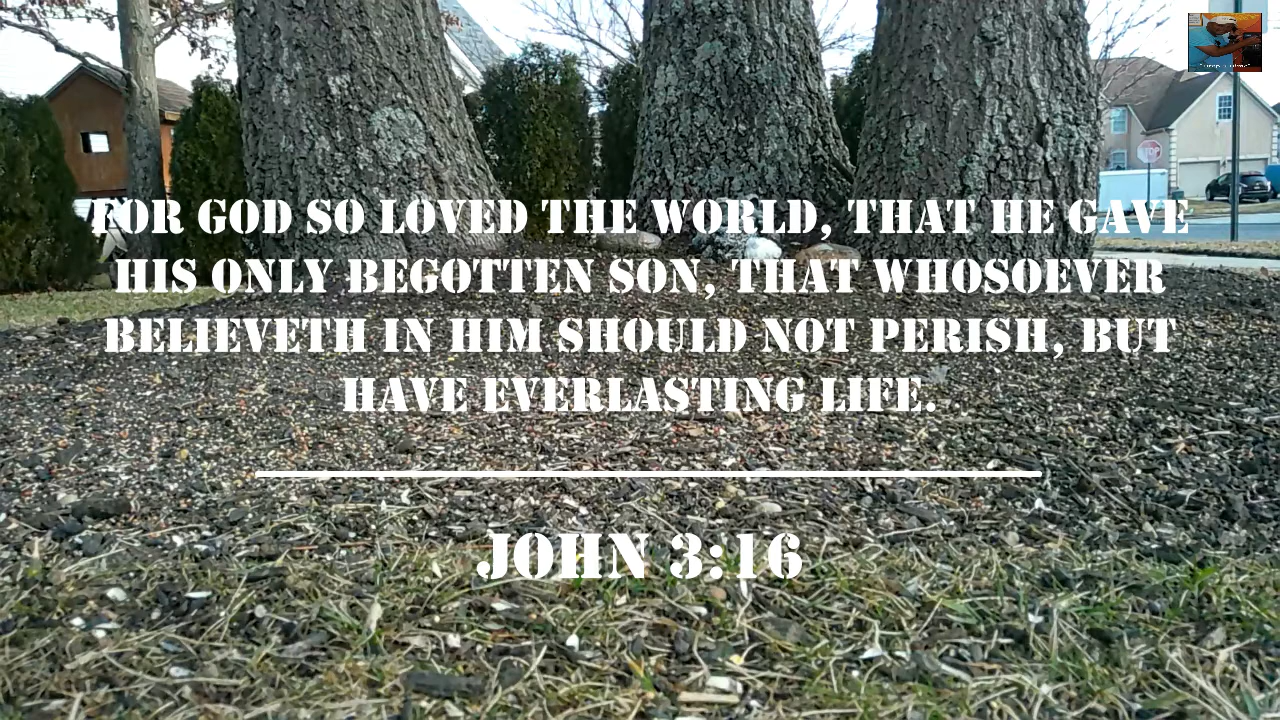 FOR GOD SO LOVED THE WORLD, THAT HE GAVE
HIS ONLY BEGOTTEN SON, THAT WHOSOEVER
BELIEVETH IN HIM SHOULD NOT PERISH, BUT
HAVE EVERLASTING LIFE.
JOHN 3:16
STOP